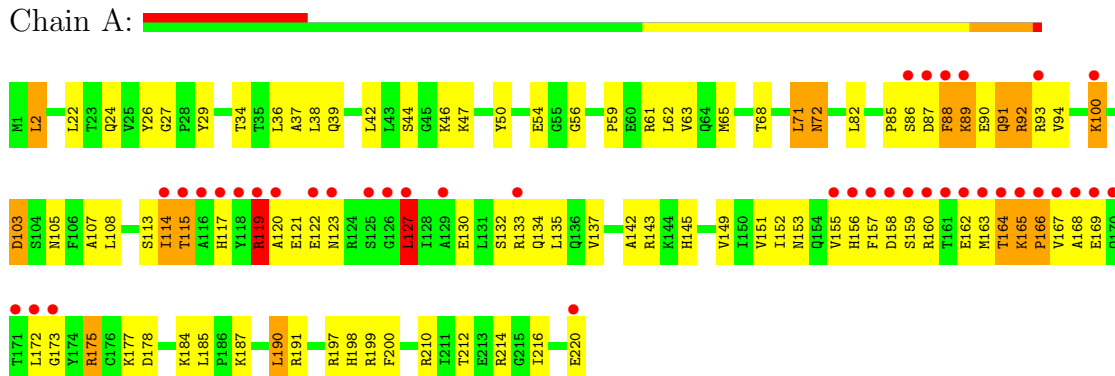 Chain A:
M1 L2 L22 T23 Q24 V25 Y26 G27 P28 Y29 T34 T35 L36 A37 L38 Q39 L42 L43 S44 G45 K46 K47 Y50 E54 G55 G56 P59 E60 R61 L62 V63 Q64 M65 T68 L71 N72 L82 P85 S86 D87 F88 K89 E90 Q91 R92 R93 V94 K100
D103 S104 N105 F106 A107 L108 S113 I114 T115 A116 H117 Y118 R119 A120 E121 E122 N123 R124 S125 G126 L127 I128 A129 E130 L131 S132 R133 Q134 L135 Q136 V137 A142 R143 K144 H145 V149 I150 V151 I152 N153 Q154 V155 H156 F157 D158 S159 R160 T161 E162 M163 T164 K165 P166 V167 A168 E169
T171 L172 G173 Y174 R175 C176 K177 D178 K184 L185 P186 K187 L190 R191 R197 H198 R199 F200 R210 I211 T212 E213 R214 G215 I216 E220